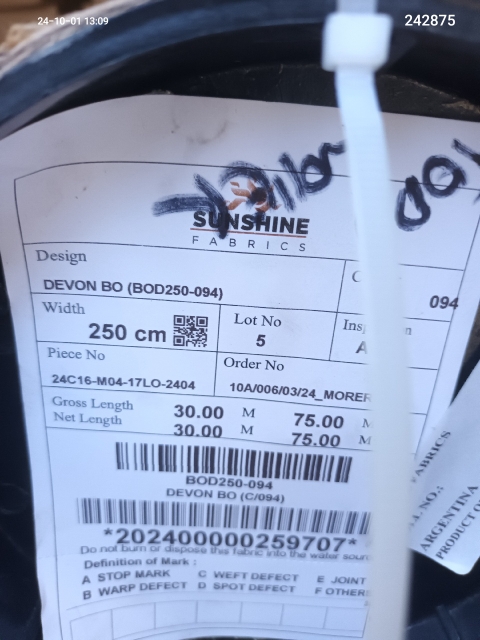 24-10-01 13:09
242875
SUNSHINE
FABRICS
Design
DEVON BO (BOD250-094)
094
Width
250 cm
Lot No
5
Piece No
24C16-M04-17LO-2404
Order No
10A/006/03/24_MORER
Gross Length 30.00 M 75.00
Net Length 30.00 M 75.00
BOD250-094
DEVON BO (C/094)
*202400000259707*
Do not burn or dispose this fabric into the water
Definition of Mark :
A STOP MARK C WEFT DEFECT E JOINT
B WARP DEFECT D SPOT DEFECT F OTHER
ARGENTINA
PRODUCT